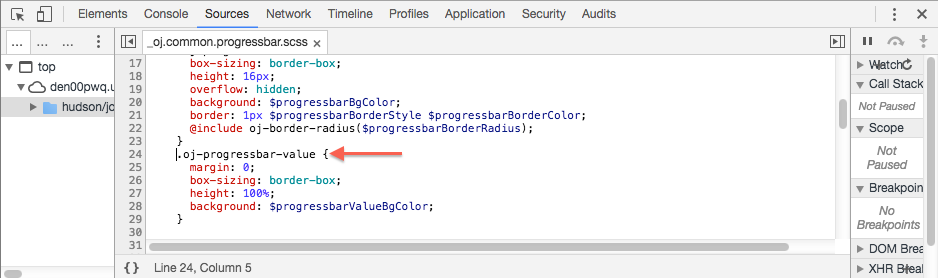 Elements Console Sources Network Timeline Profiles Application Security Audits
... ... _oj.common.progressbar.scss ×
top
den00pwq.u
hudson/jo
17 box-sizing: border-box;
18 height: 16px;
19 overflow: hidden;
20 background: $progressbarBgColor;
21 border: 1px $progressbarBorderStyle $progressbarBorderColor;
22 @include oj-border-radius($progressbarBorderRadius);
23 }
24 .oj-progressbar-value {
25 margin: 0;
26 box-sizing: border-box;
27 height: 100%;
28 background: $progressbarValueBgColor;
29 }
30
31
{} Line 24, Column 5
Watch
Call Stack
Not Paused
Scope
Not
Paused
Breakpoin
No
Breakpoints
DOM Brea
XHR Breal